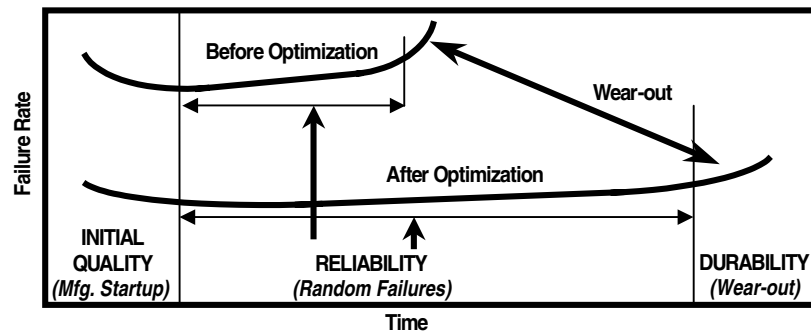 Failure Rate
Before Optimization
Wear-out
After Optimization
INITIAL
QUALITY
(Mfg. Startup)
RELIABILITY
(Random Failures)
DURABILITY
(Wear-out)
Time